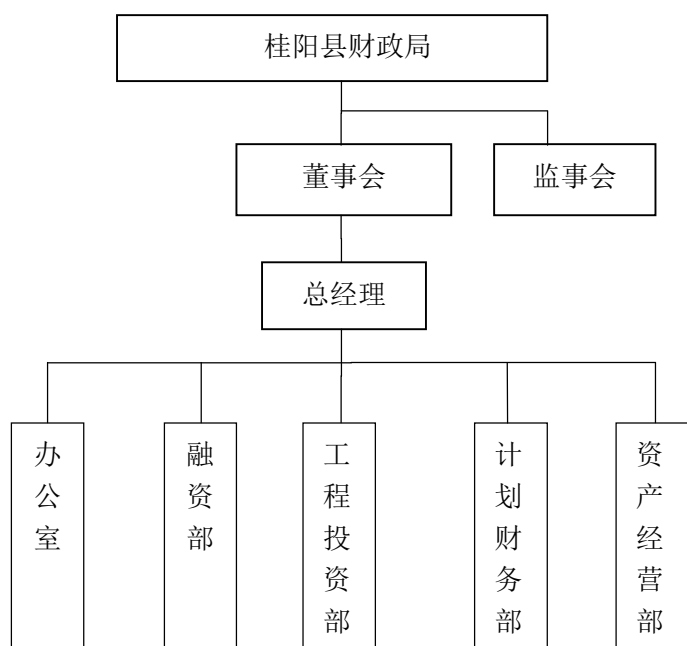 桂阳县财政局
董事会
监事会
总经理
办公室
融资部
工程投资部
计划财务部
资产经营部